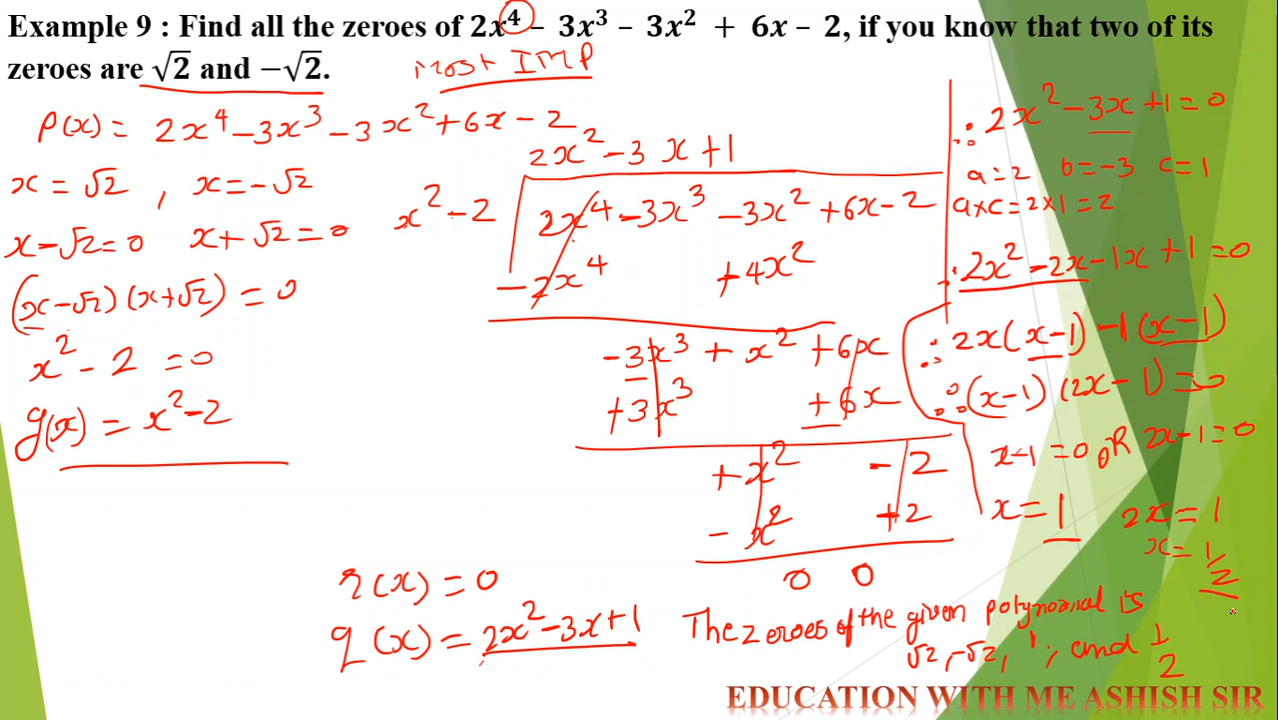 Example 9 : Find all the zeroes of 2x⁴ – 3x³ – 3x² + 6x – 2, if you know that two of its
zeroes are √2 and –√2.
Most IMP
P(x) = 2x⁴ – 3x³ – 3x² + 6x – 2
x = √2 , x = –√2
x – √2 = 0 x + √2 = 0
(x – √2) (x + √2) = 0
x² – 2 = 0
g(x) = x² – 2
2x² – 3x + 1
x² – 2 2x⁴ – 3x³ – 3x² + 6x – 2
– 2x⁴ + 4x²
– 3x³ + x² + 6x
+ 3x³ + 6x
+ x² – 2
– x² + 2
0 0
r(x) = 0
q(x) = 2x² – 3x + 1
∴ 2x² – 3x + 1 = 0
a = 2 b = –3 c = 1
a × c = 2 × 1 = 2
∴ 2x² – 2x – 1x + 1 = 0
∴ 2x(x – 1) – 1(x – 1)
∴ (x – 1) (2x – 1) = 0
x – 1 = 0 OR 2x – 1 = 0
x = 1 2x = 1
x = 1/2
The zeroes of the given polynomial is
√2, –√2, 1, and 1/2
EDUCATION WITH ME ASHISH SIR